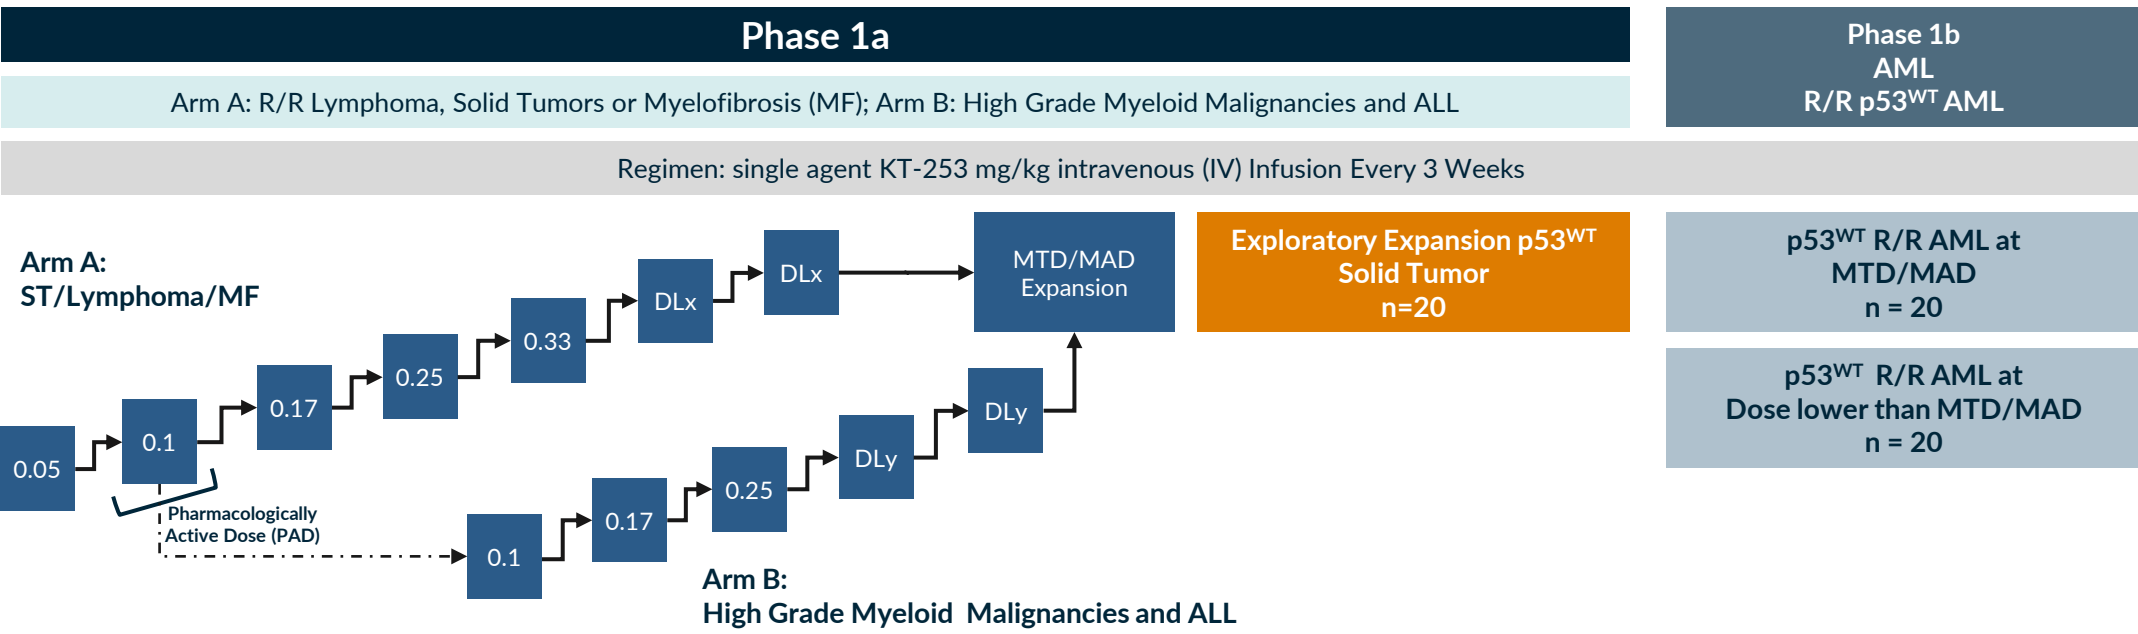 Phase 1a
Phase 1b
AML
R/R p53ᵂᵀ AML
Arm A: R/R Lymphoma, Solid Tumors or Myelofibrosis (MF); Arm B: High Grade Myeloid Malignancies and ALL
Regimen: single agent KT-253 mg/kg intravenous (IV) Infusion Every 3 Weeks
Arm A:
ST/Lymphoma/MF
0.05
0.1
0.17
0.25
0.33
DLx
DLx
MTD/MAD
Expansion
Exploratory Expansion p53ᵂᵀ
Solid Tumor
n=20
p53ᵂᵀ R/R AML at
MTD/MAD
n = 20
p53ᵂᵀ R/R AML at
Dose lower than MTD/MAD
n = 20
Pharmacologically
Active Dose (PAD)
0.1
0.17
0.25
DLy
DLy
Arm B:
High Grade Myeloid Malignancies and ALL